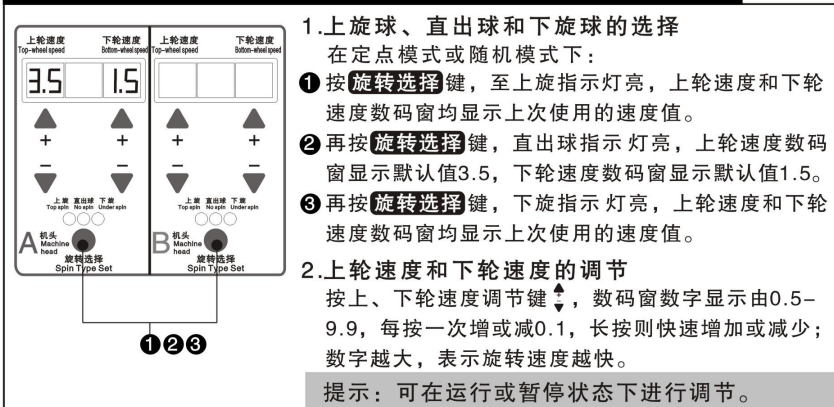 上轮速度 下轮速度 上轮速度 下轮速度
Top-wheel speed Bottom-wheel speed Top-wheel speed Bottom-wheel speed
3.5 1.5
+ + + +
− − − −
上旋 直出球 下旋 上旋 直出球 下旋
Top spin No spin Under spin Top spin No spin Under spin
A 机头 B 机头
Machine head Machine head
旋转选择 旋转选择
Spin Type Set Spin Type Set
❶❷❸
1.上旋球、直出球和下旋球的选择
在定点模式或随机模式下：
❶按旋转选择键，至上旋指示灯亮，上轮速度和下轮
速度数码窗均显示上次使用的速度值。
❷再按旋转选择键，直出球指示灯亮，上轮速度数码
窗显示默认值3.5，下轮速度数码窗显示默认值1.5。
❸再按旋转选择键，下旋指示灯亮，上轮速度和下轮
速度数码窗均显示上次使用的速度值。
2.上轮速度和下轮速度的调节
按上、下轮速度调节键，数码窗数字显示由0.5–
9.9，每按一次增或减0.1，长按则快速增加或减少；
数字越大，表示旋转速度越快。
提示：可在运行或暂停状态下进行调节。